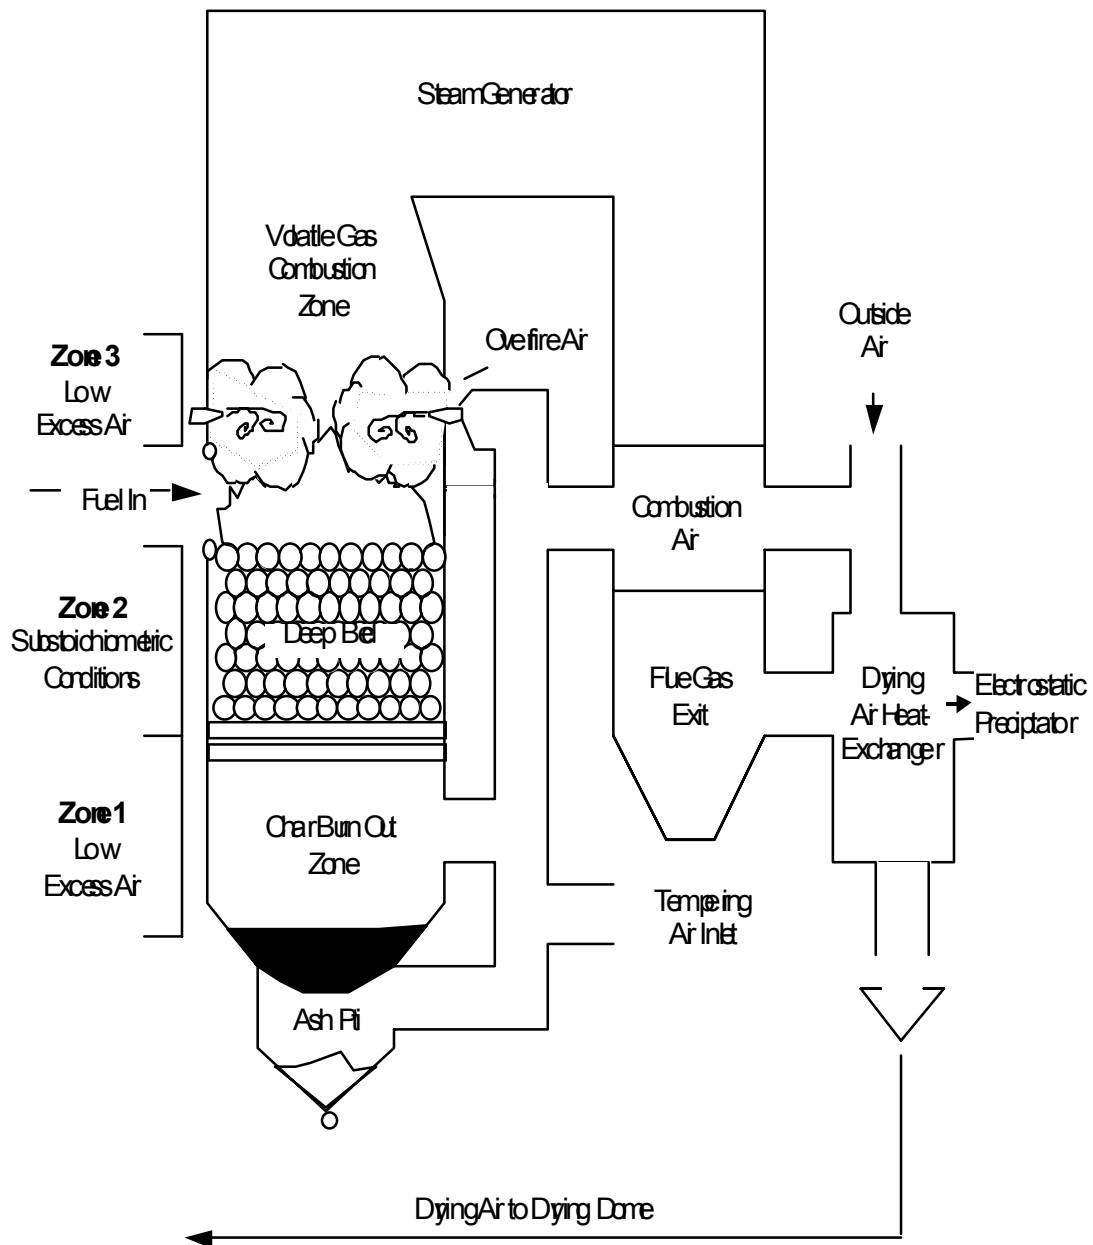 Steam Generator
Volatile Gas
Combustion
Zone
Overfire Air
Outside
Air
Zone 3
Low
Excess Air
Fuel In
Combustion
Air
Zone 2
Substoichiometric
Conditions
Deep Bed
Flue Gas
Exit
Drying
Air Heat-
Exchanger
Electrostatic
Preciptator
Zone 1
Low
Excess Air
Char Burn Out
Zone
Tempering
Air Inlet
Ash Pti
Drying Air to Drying Dome